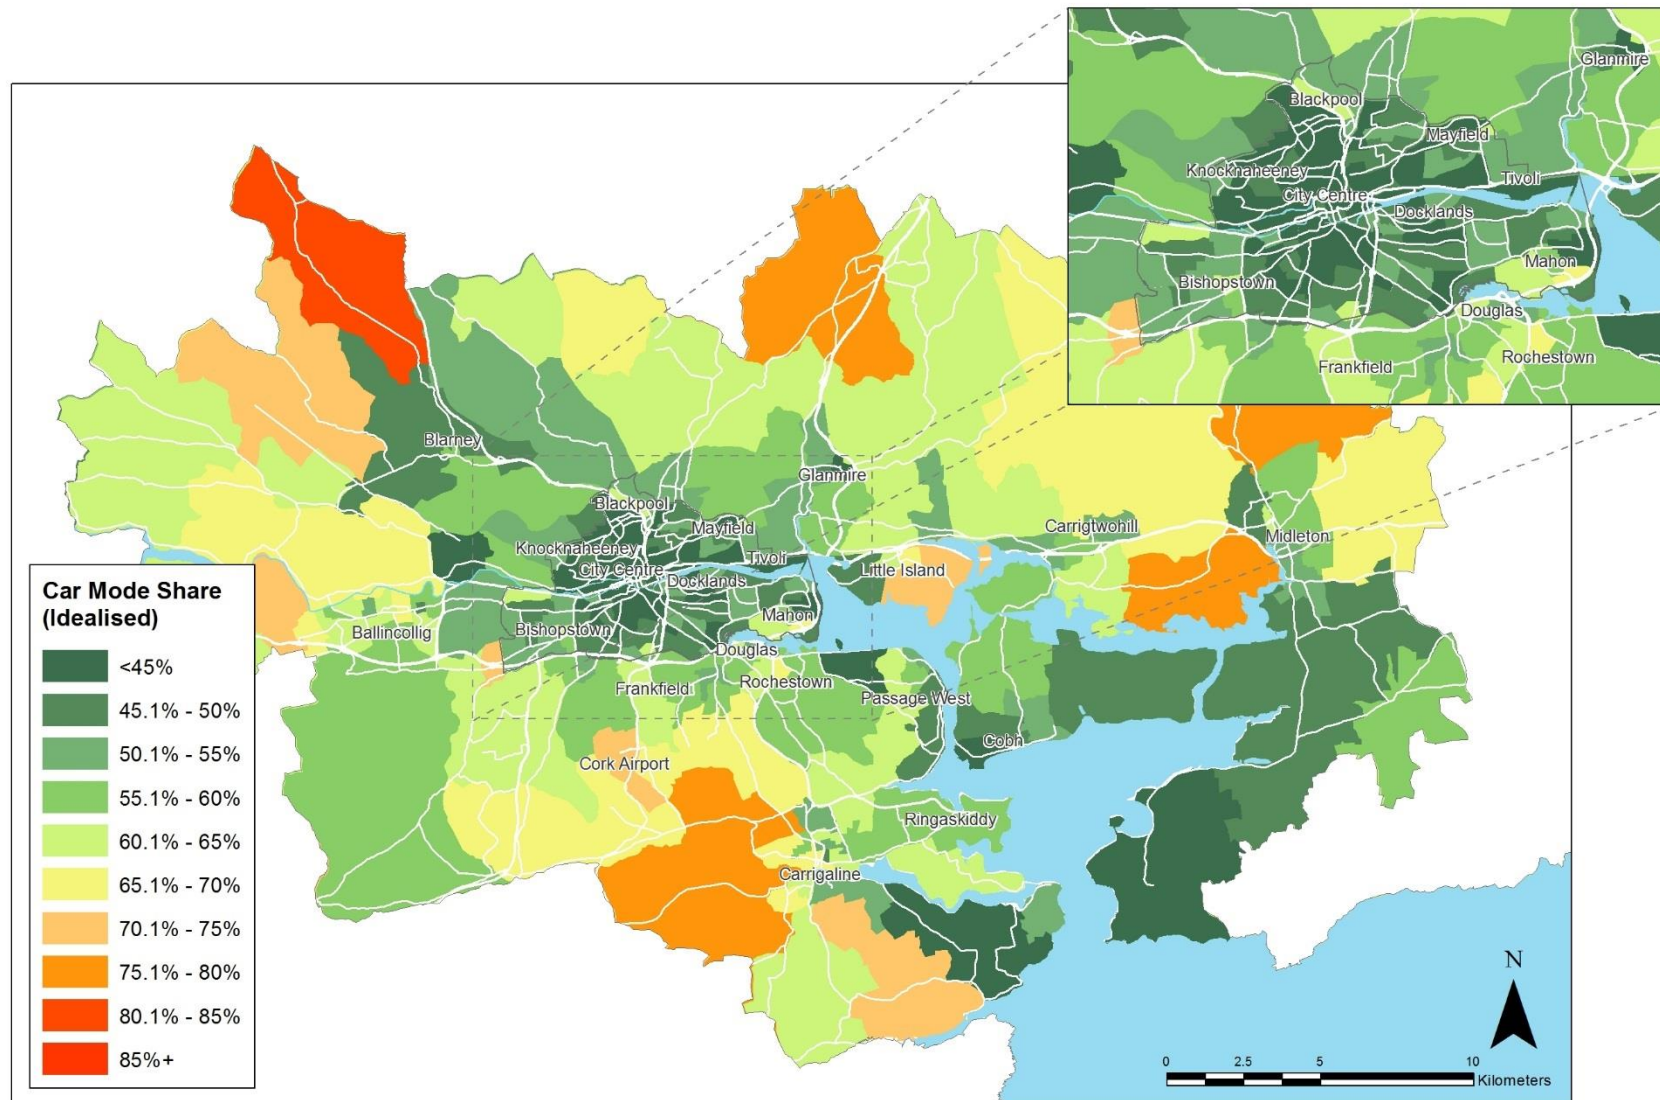 Glanmire
Blackpool
Mayfield
Knocknaheeney
Tivoli
City Centre
Docklands
Mahon
Bishopstown
Douglas
Rochestown
Frankfield
Blarney
Glanmire
Blackpool
Mayfield
Carrigtwohill
Midleton
Knocknaheeney
Tivoli
City Centre
Little Island
Docklands
Mahon
Ballincollig
Bishopstown
Douglas
Rochestown
Frankfield
Passage West
Cobh
Cork Airport
Ringaskiddy
Carrigaline
Car Mode Share
(Idealised)
<45%
45.1% - 50%
50.1% - 55%
55.1% - 60%
60.1% - 65%
65.1% - 70%
70.1% - 75%
75.1% - 80%
80.1% - 85%
85%+
N
0 2.5 5 10
Kilometers